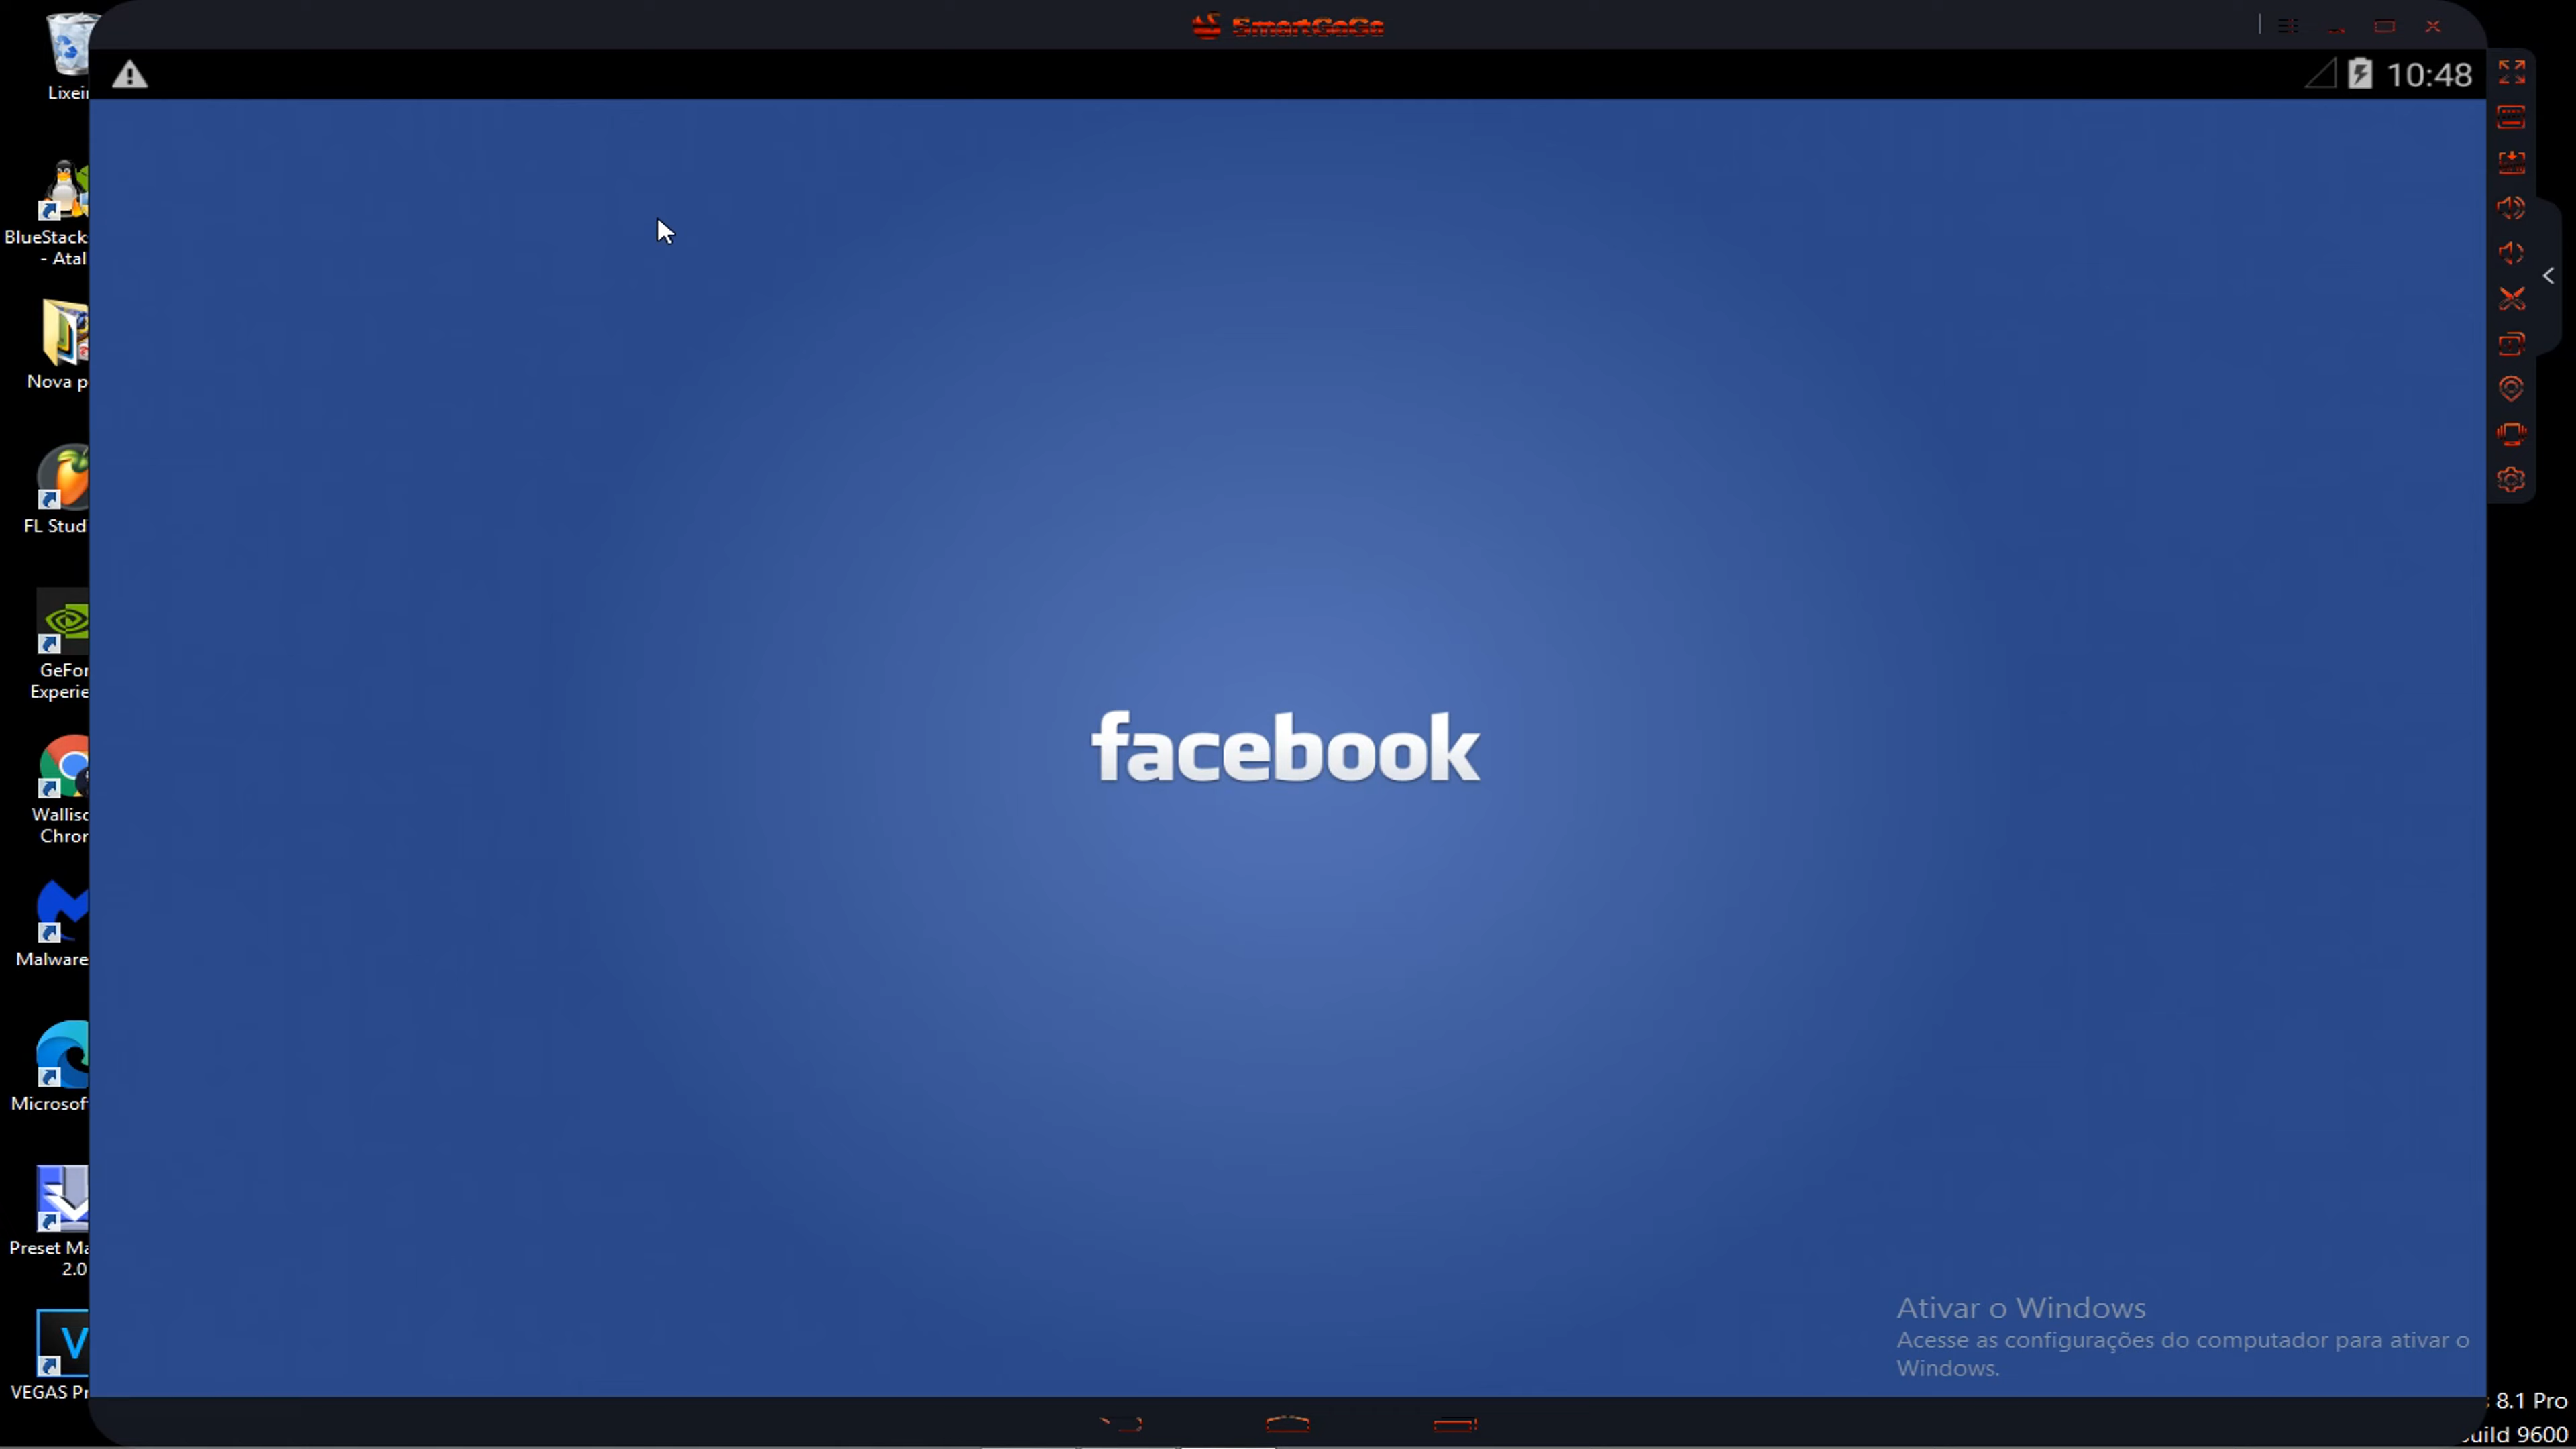 SmartGaGa
10:48
Lixeir
BlueStack
- Atal
Nova p
FL Stud
GeFor
Experie
Wallisc
Chror
Malware
Microsof
Preset Ma
2.0
VEGAS Pr
facebook
Ativar o Windows
Acesse as configurações do computador para ativar o
Windows.
8.1 Pro
uild 9600